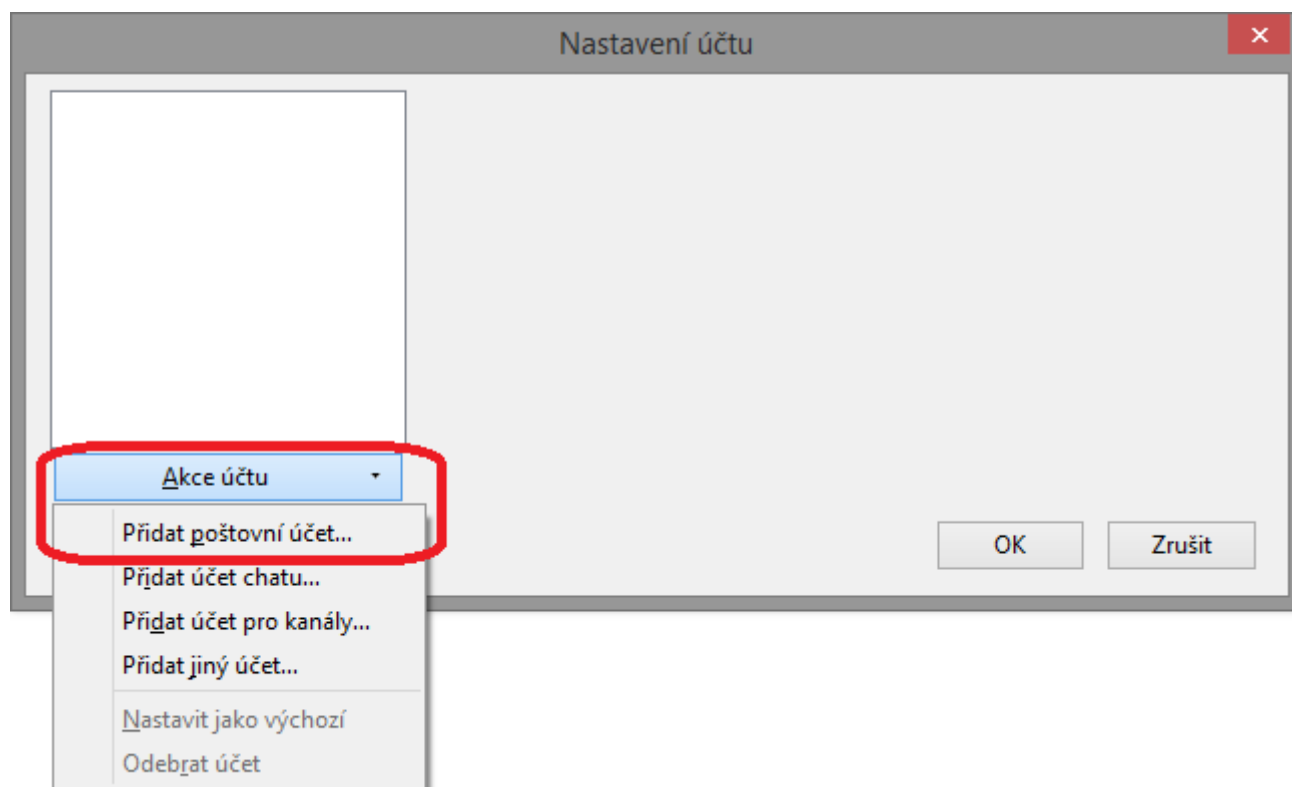 Nastavení účtu
Akce účtu
Přidat poštovní účet...
Přidat účet chatu...
Přidat účet pro kanály...
Přidat jiný účet...
Nastavit jako výchozí
Odebrat účet
OK
Zrušit